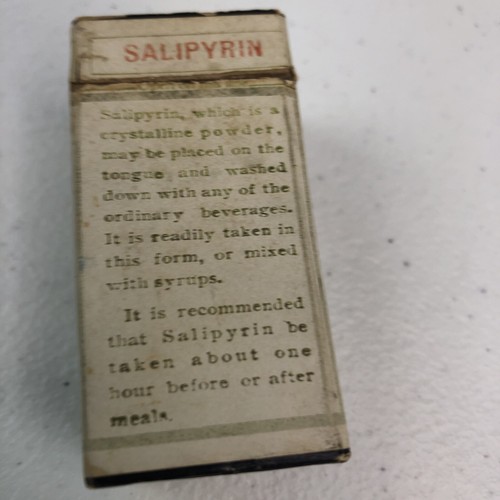 SALIPYRIN
Salipyrin, which is a
crystalline powder,
may be placed on the
tongue and washed
down with any of the
ordinary beverages.
It is readily taken in
this form, or mixed
with syrups.
It is recommended
that Salipyrin be
taken about one
hour before or after
meals.